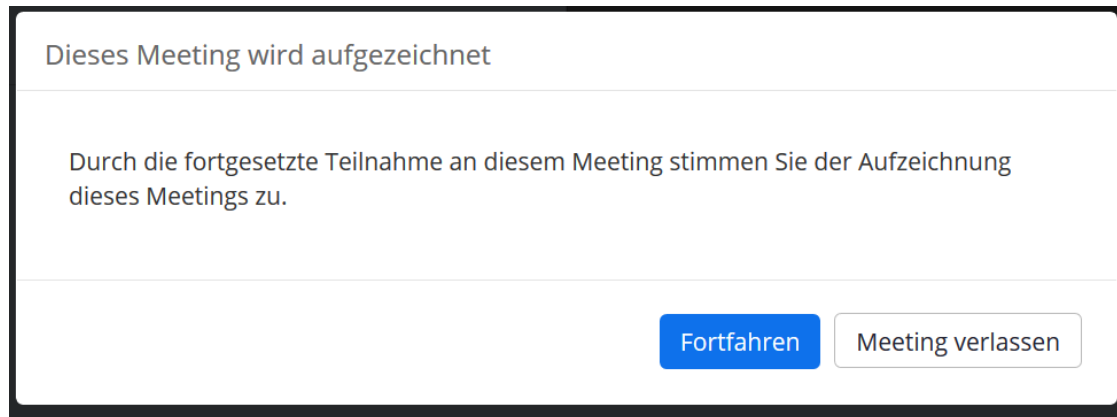 Dieses Meeting wird aufgezeichnet
Durch die fortgesetzte Teilnahme an diesem Meeting stimmen Sie der Aufzeichnung
dieses Meetings zu.
Fortfahren
Meeting verlassen